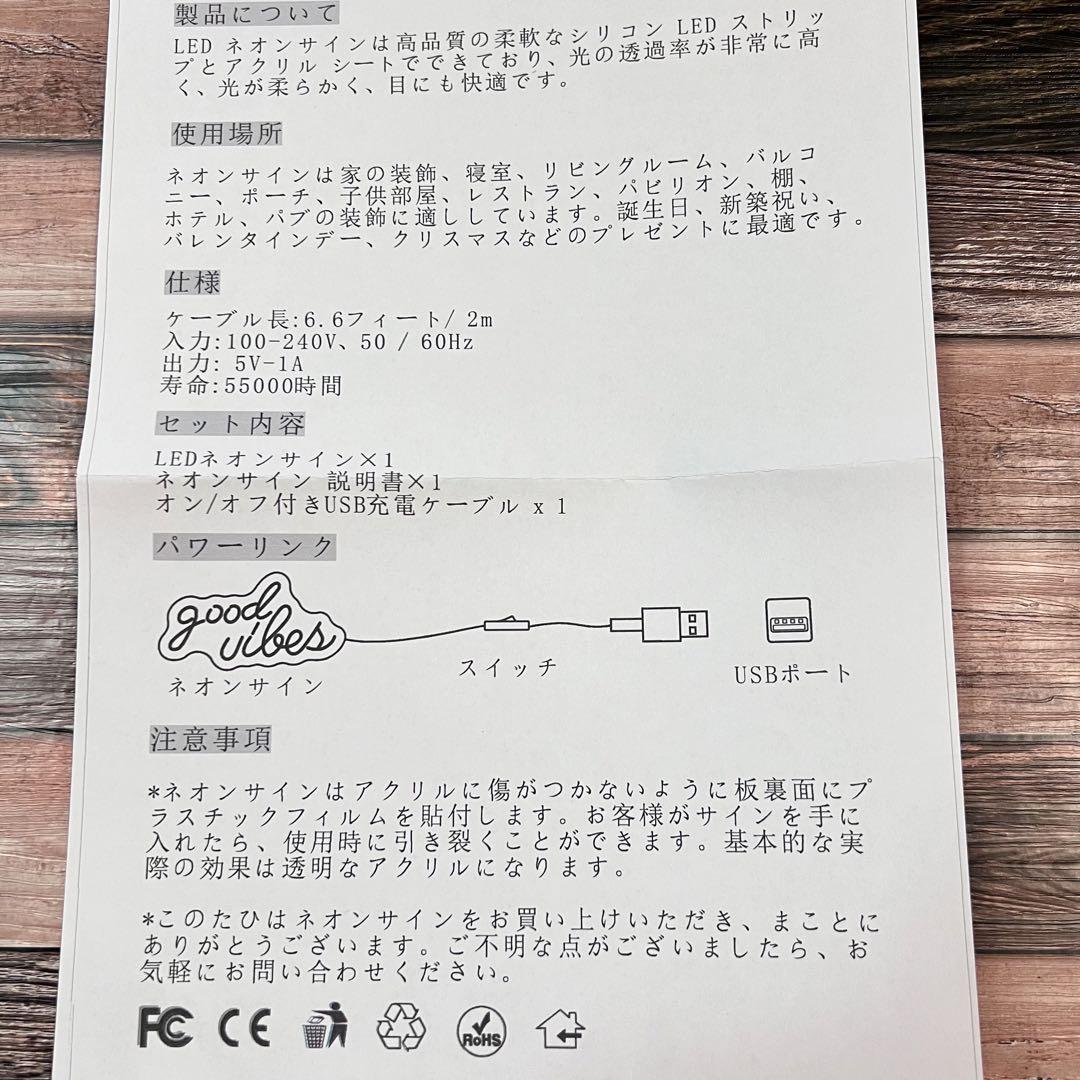 製品について
LED ネオンサインは高品質の柔軟なシリコン LED ストリッ
プとアクリル シートでできており、光の透過率が非常に高
く、光が柔らかく、目にも快適です。
使用場所
ネオンサインは家の装飾、寝室、リビングルーム、バルコ
ニー、ポーチ、子供部屋、レストラン、パビリオン、棚、
ホテル、パブの装飾に適ししています。誕生日、新築祝い、
バレンタインデー、クリスマスなどのプレゼントに最適です。
仕様
ケーブル長:6.6フィート/ 2m
入力:100-240V、50 / 60Hz
出力: 5V-1A
寿命:55000時間
セット内容
LEDネオンサイン×1
ネオンサイン 説明書×1
オン/オフ付きUSB充電ケーブル x 1
パワーリンク
good
vibes
ネオンサイン
スイッチ
USBポート
注意事項
*ネオンサインはアクリルに傷がつかないように板裏面にプ
ラスチックフィルムを貼付します。お客様がサインを手に
入れたら、使用時に引き裂くことができます。基本的な実
際の効果は透明なアクリルになります。
*このたひはネオンサインをお買い上けいただき、まことに
ありがとうございます。ご不明な点がございましたら、お
気軽にお問い合わせください。
FC CE RoHS